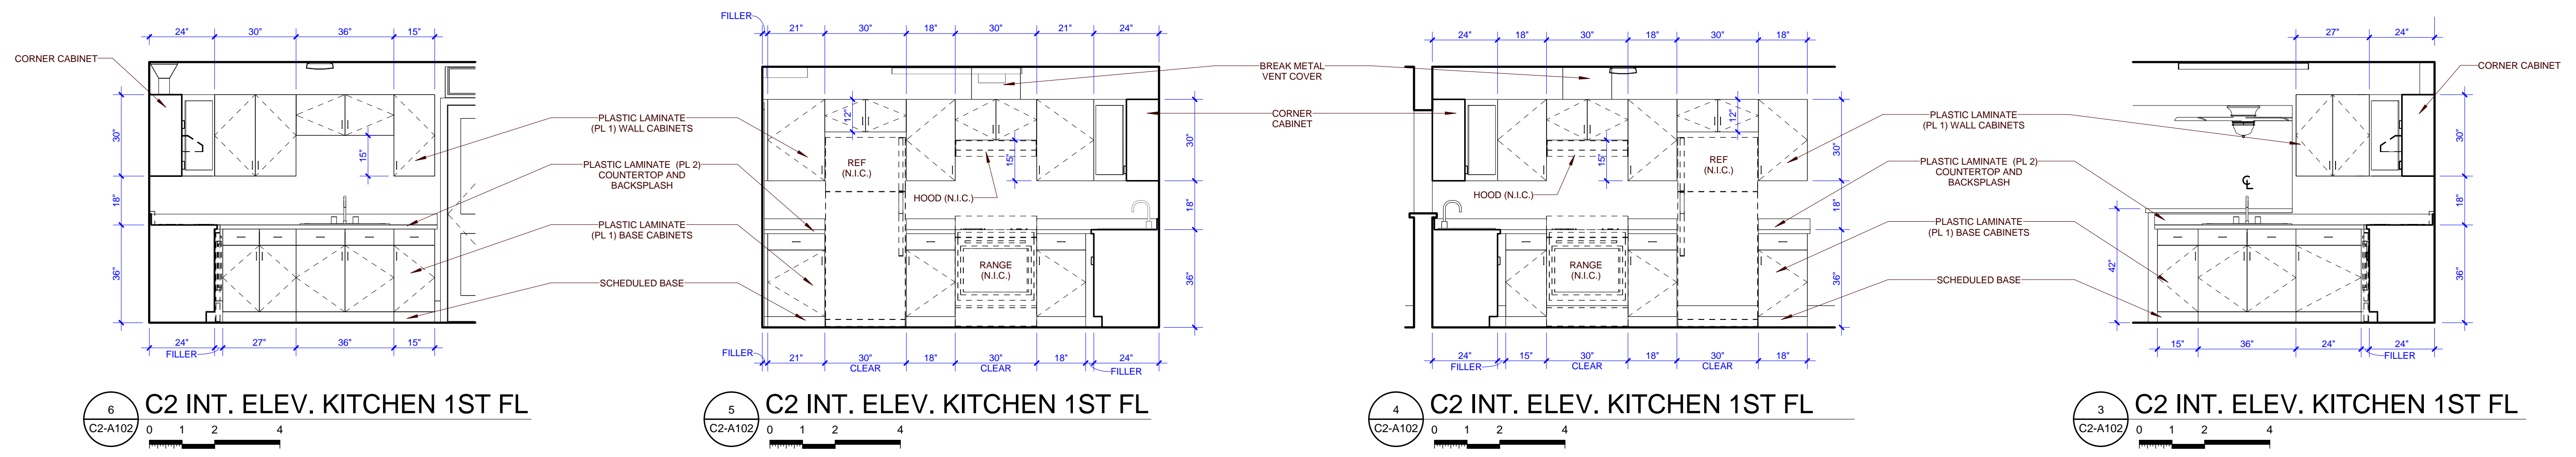 FILLER
24"
30"
36"
15"
21"
30"
18"
30"
21"
24"
24"
18"
30"
18"
30"
18"
27"
24"
CORNER CABINET
BREAK METAL
VENT COVER
CORNER CABINET
30"
15"
18"
36"
PLASTIC LAMINATE
(PL 1) WALL CABINETS
PLASTIC LAMINATE (PL 2)
COUNTERTOP AND
BACKSPLASH
PLASTIC LAMINATE
(PL 1) BASE CABINETS
SCHEDULED BASE
12"
REF
(N.I.C.)
15"
HOOD (N.I.C.)
RANGE
(N.I.C.)
30"
18"
36"
CORNER
CABINET
12"
15"
REF
(N.I.C.)
HOOD (N.I.C.)
RANGE
(N.I.C.)
30"
18"
36"
PLASTIC LAMINATE
(PL 1) WALL CABINETS
PLASTIC LAMINATE (PL 2)
COUNTERTOP AND
BACKSPLASH
PLASTIC LAMINATE
(PL 1) BASE CABINETS
SCHEDULED BASE
CL
42"
30"
18"
36"
24"
FILLER
27"
36"
15"
FILLER
21"
30"
CLEAR
18"
30"
CLEAR
18"
FILLER
24"
24"
FILLER
15"
30"
CLEAR
18"
30"
CLEAR
18"
15"
36"
24"
FILLER
24"
6
C2-A102
C2 INT. ELEV. KITCHEN 1ST FL
0 1 2 4
5
C2-A102
C2 INT. ELEV. KITCHEN 1ST FL
0 1 2 4
4
C2-A102
C2 INT. ELEV. KITCHEN 1ST FL
0 1 2 4
3
C2-A102
C2 INT. ELEV. KITCHEN 1ST FL
0 1 2 4